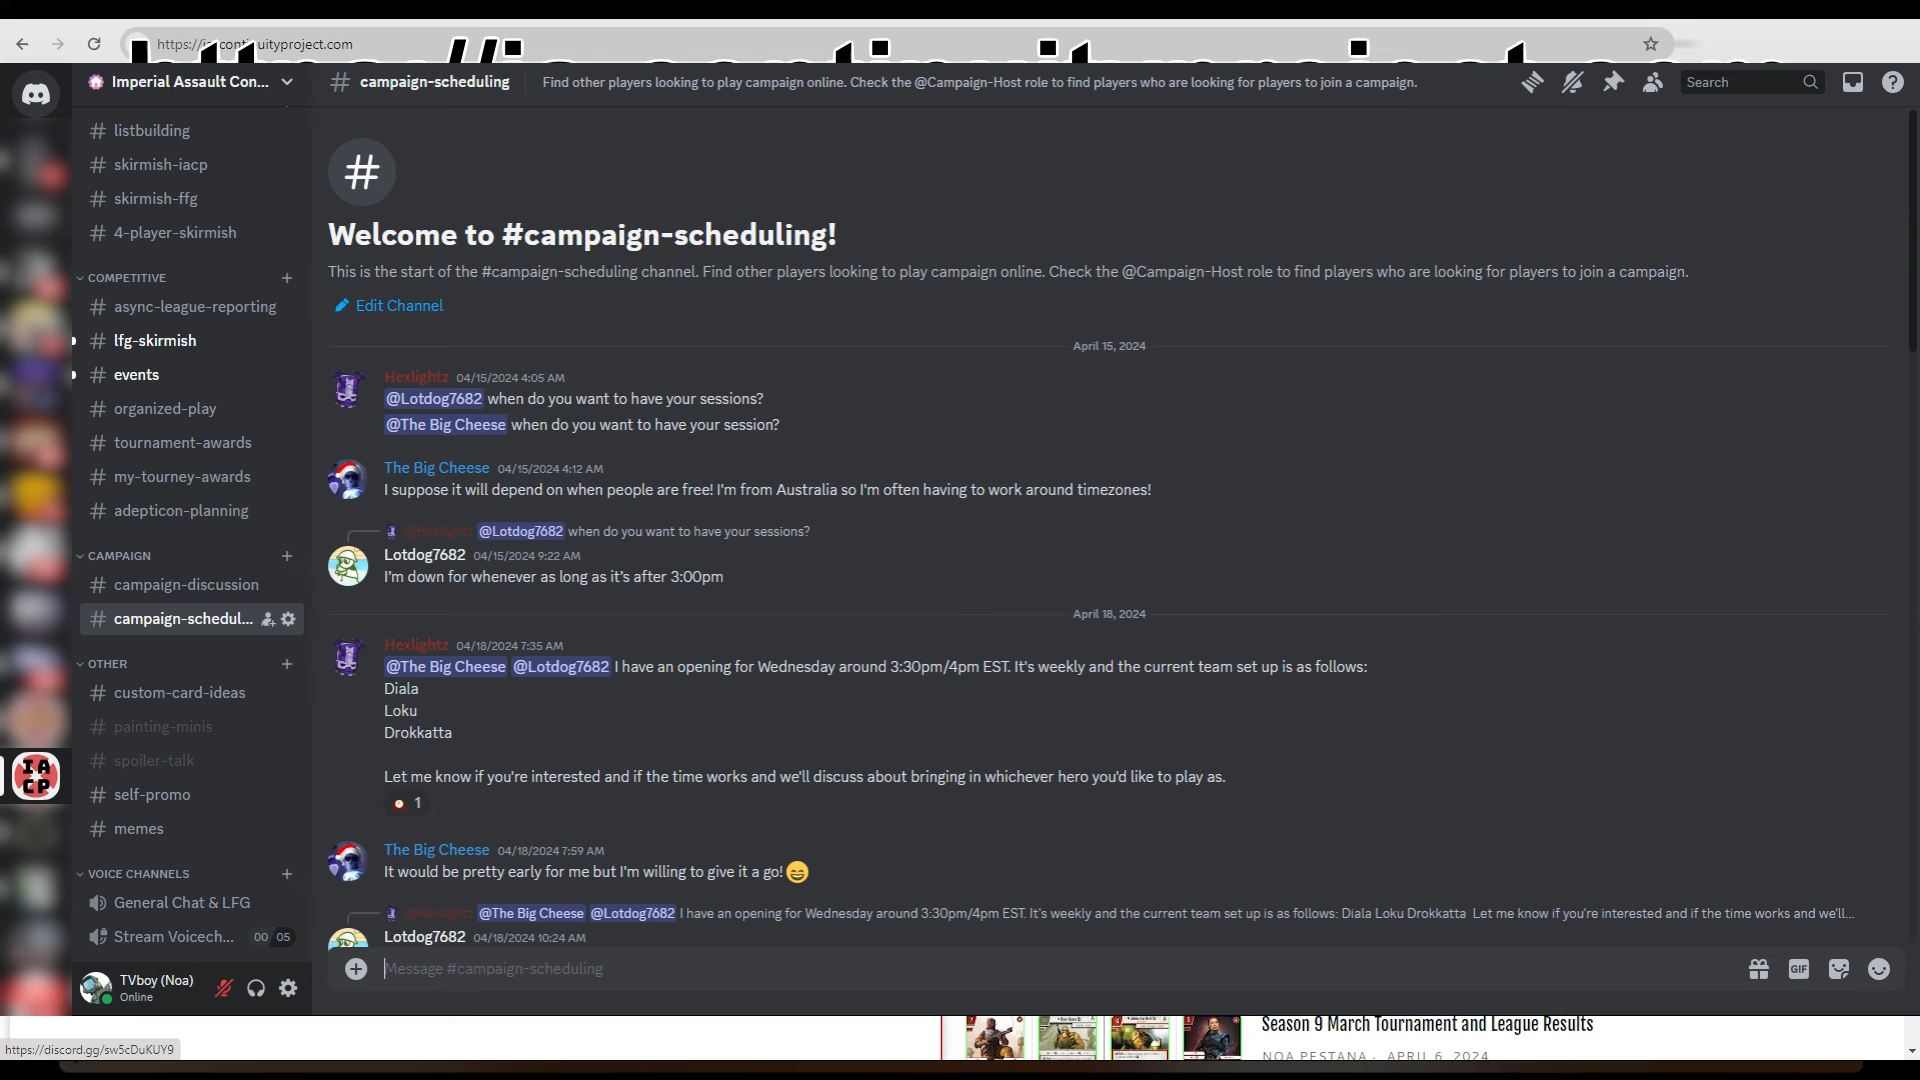 https://ia-continuityproject.com
Imperial Assault Con...
campaign-scheduling
Find other players looking to play campaign online. Check the @Campaign-Host role to find players who are looking for players to join a campaign.
Search
listbuilding
skirmish-iacp
skirmish-ffg
4-player-skirmish
COMPETITIVE
async-league-reporting
lfg-skirmish
events
organized-play
tournament-awards
my-tourney-awards
adepticon-planning
CAMPAIGN
campaign-discussion
campaign-schedul...
OTHER
custom-card-ideas
painting-minis
spoiler-talk
self-promo
memes
VOICE CHANNELS
General Chat & LFG
Stream Voicech... 00 05
IA
CP
TVboy (Noa)
Online
Welcome to #campaign-scheduling!
This is the start of the #campaign-scheduling channel. Find other players looking to play campaign online. Check the @Campaign-Host role to find players who are looking for players to join a campaign.
Edit Channel
April 15, 2024
Hexlightz 04/15/2024 4:05 AM
@Lotdog7682 when do you want to have your sessions?
@The Big Cheese when do you want to have your session?
The Big Cheese 04/15/2024 4:12 AM
I suppose it will depend on when people are free! I'm from Australia so I'm often having to work around timezones!
@Hexlightz @Lotdog7682 when do you want to have your sessions?
Lotdog7682 04/15/2024 9:22 AM
I'm down for whenever as long as it's after 3:00pm
April 18, 2024
Hexlightz 04/18/2024 7:35 AM
@The Big Cheese @Lotdog7682 I have an opening for Wednesday around 3:30pm/4pm EST. It's weekly and the current team set up is as follows:
Diala
Loku
Drokkatta
Let me know if you're interested and if the time works and we'll discuss about bringing in whichever hero you'd like to play as.
1
The Big Cheese 04/18/2024 7:59 AM
It would be pretty early for me but I'm willing to give it a go!
@Hexlightz @The Big Cheese @Lotdog7682 I have an opening for Wednesday around 3:30pm/4pm EST. It's weekly and the current team set up is as follows: Diala Loku Drokkatta Let me know if you're interested and if the time works and we'll...
Lotdog7682 04/18/2024 10:24 AM
Message #campaign-scheduling
GIF
Season 9 March Tournament and League Results
NOA PESTANA · APRIL 6, 2024
https://discord.gg/sw5cDuKUY9